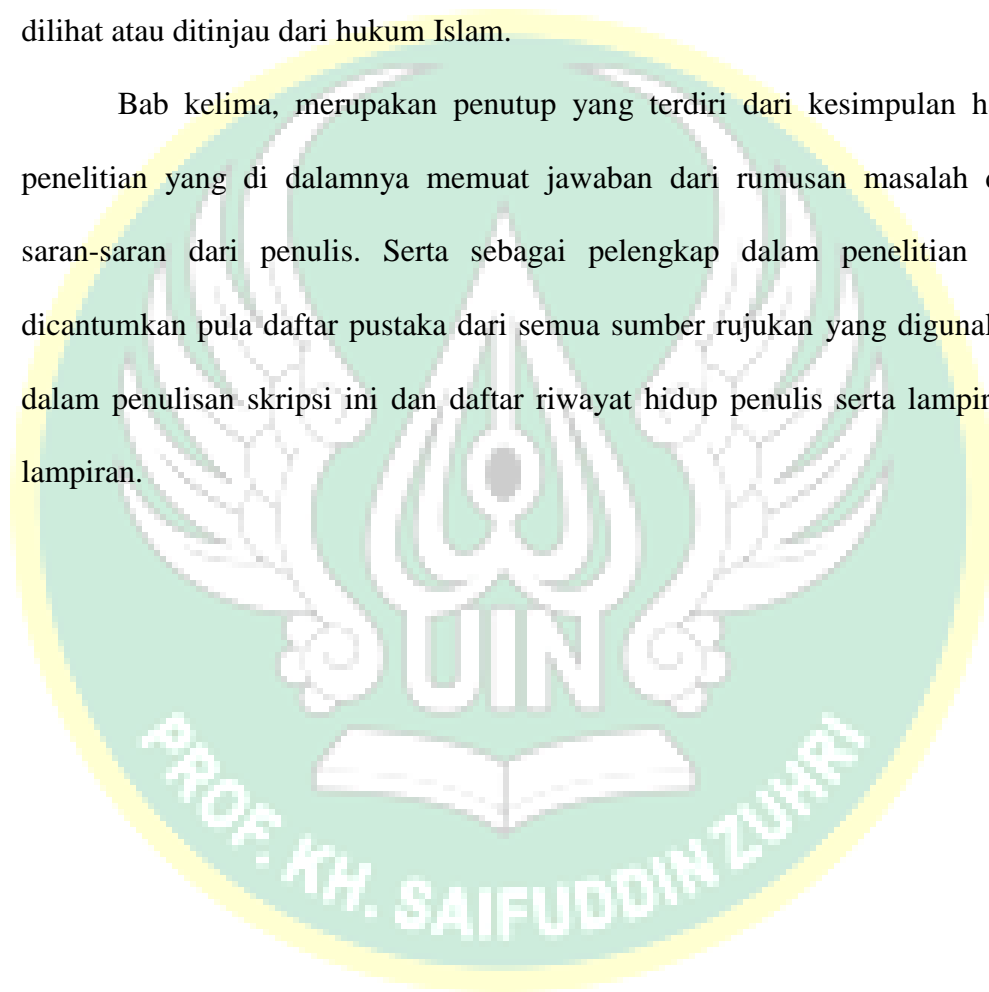 dilihat atau ditinjau dari hukum Islam.
Bab kelima, merupakan penutup yang terdiri dari kesimpulan h
penelitian yang di dalamnya memuat jawaban dari rumusan masalah
saran-saran dari penulis. Serta sebagai pelengkap dalam penelitian
dicantumkan pula daftar pustaka dari semua sumber rujukan yang digunal
dalam penulisan skripsi ini dan daftar riwayat hidup penulis serta lampir
lampiran.
UIN
PROF. KH. SAIFUDDIN ZUHRI